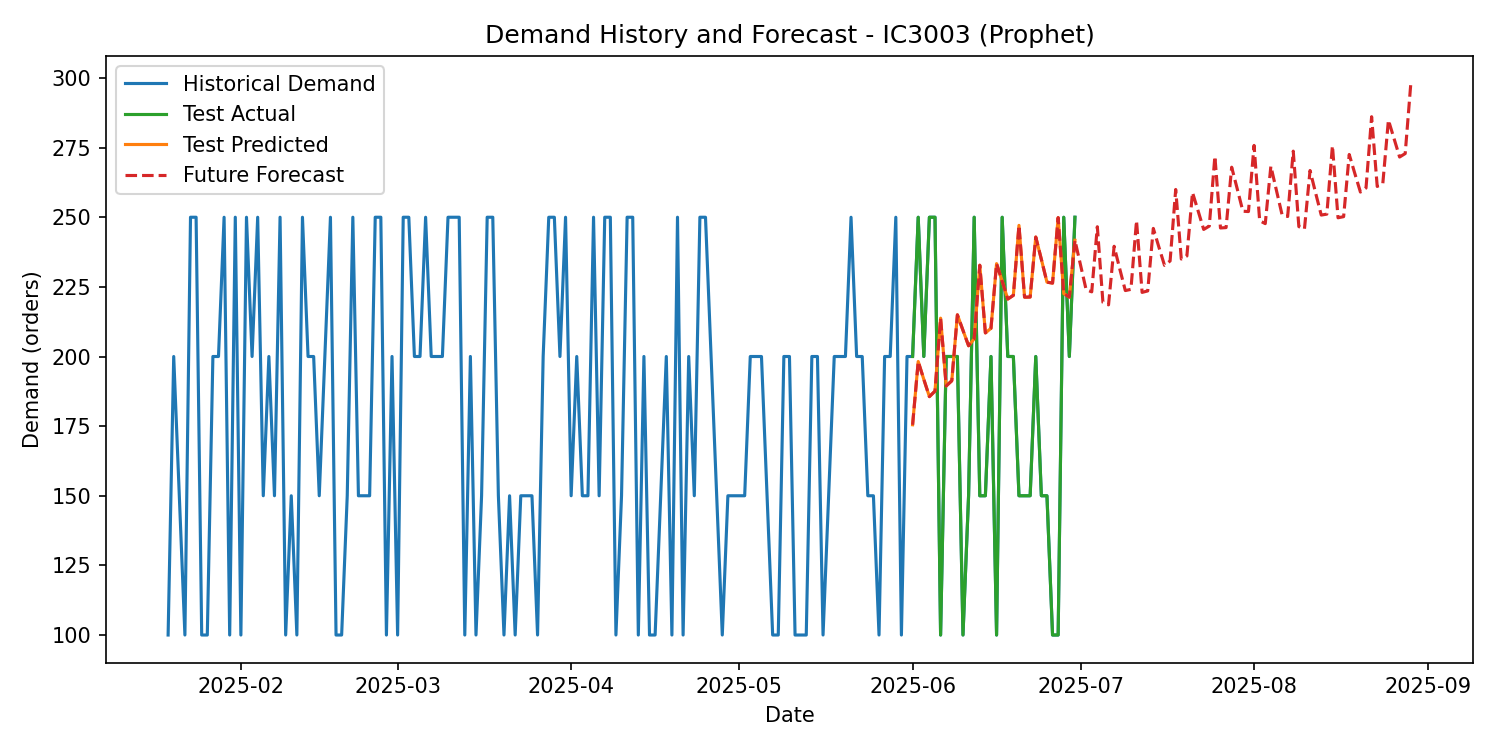 Demand History and Forecast - IC3003 (Prophet)
Historical Demand
Test Actual
Test Predicted
Future Forecast
Demand (orders)
300
275
250
225
200
175
150
125
100
2025-02
2025-03
2025-04
2025-05
2025-06
2025-07
2025-08
2025-09
Date